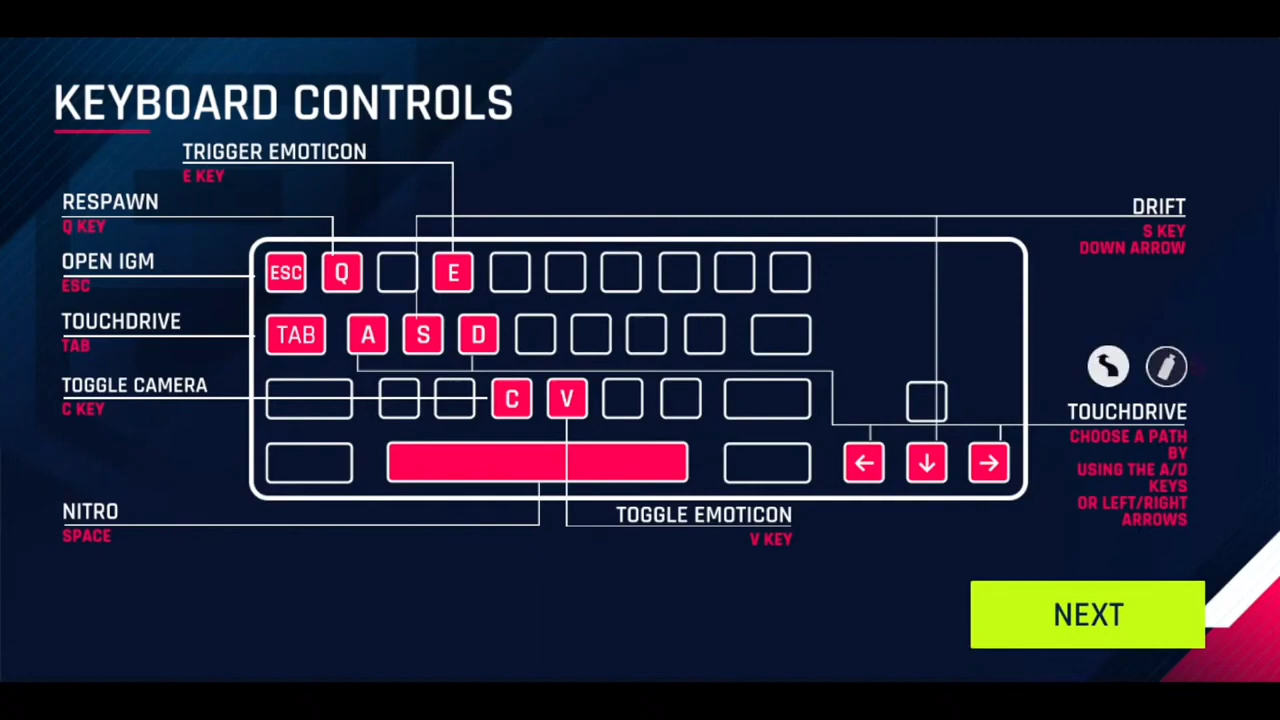 KEYBOARD CONTROLS
TRIGGER EMOTICON
E KEY
RESPAWN
Q KEY
OPEN IGM
ESC
TOUCHDRIVE
TAB
TOGGLE CAMERA
C KEY
NITRO
SPACE
ESC Q E
TAB A S D
C V
← ↓ →
TOGGLE EMOTICON
V KEY
DRIFT
S KEY
DOWN ARROW
TOUCHDRIVE
CHOOSE A PATH
BY
USING THE A/D
KEYS
OR LEFT/RIGHT
ARROWS
NEXT